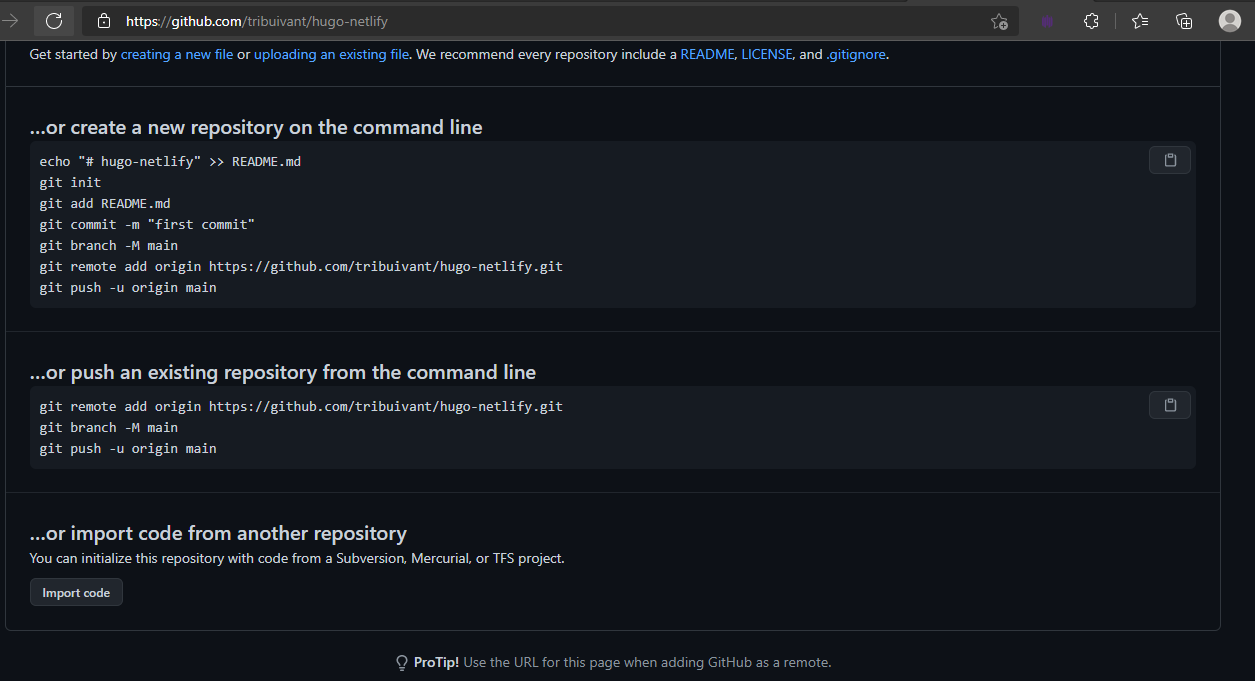 https://github.com/tribuivant/hugo-netlify
Get started by creating a new file or uploading an existing file. We recommend every repository include a README, LICENSE, and .gitignore.
...or create a new repository on the command line
echo "# hugo-netlify" >> README.md
git init
git add README.md
git commit -m "first commit"
git branch -M main
git remote add origin https://github.com/tribuivant/hugo-netlify.git
git push -u origin main
...or push an existing repository from the command line
git remote add origin https://github.com/tribuivant/hugo-netlify.git
git branch -M main
git push -u origin main
...or import code from another repository
You can initialize this repository with code from a Subversion, Mercurial, or TFS project.
Import code
ProTip! Use the URL for this page when adding GitHub as a remote.